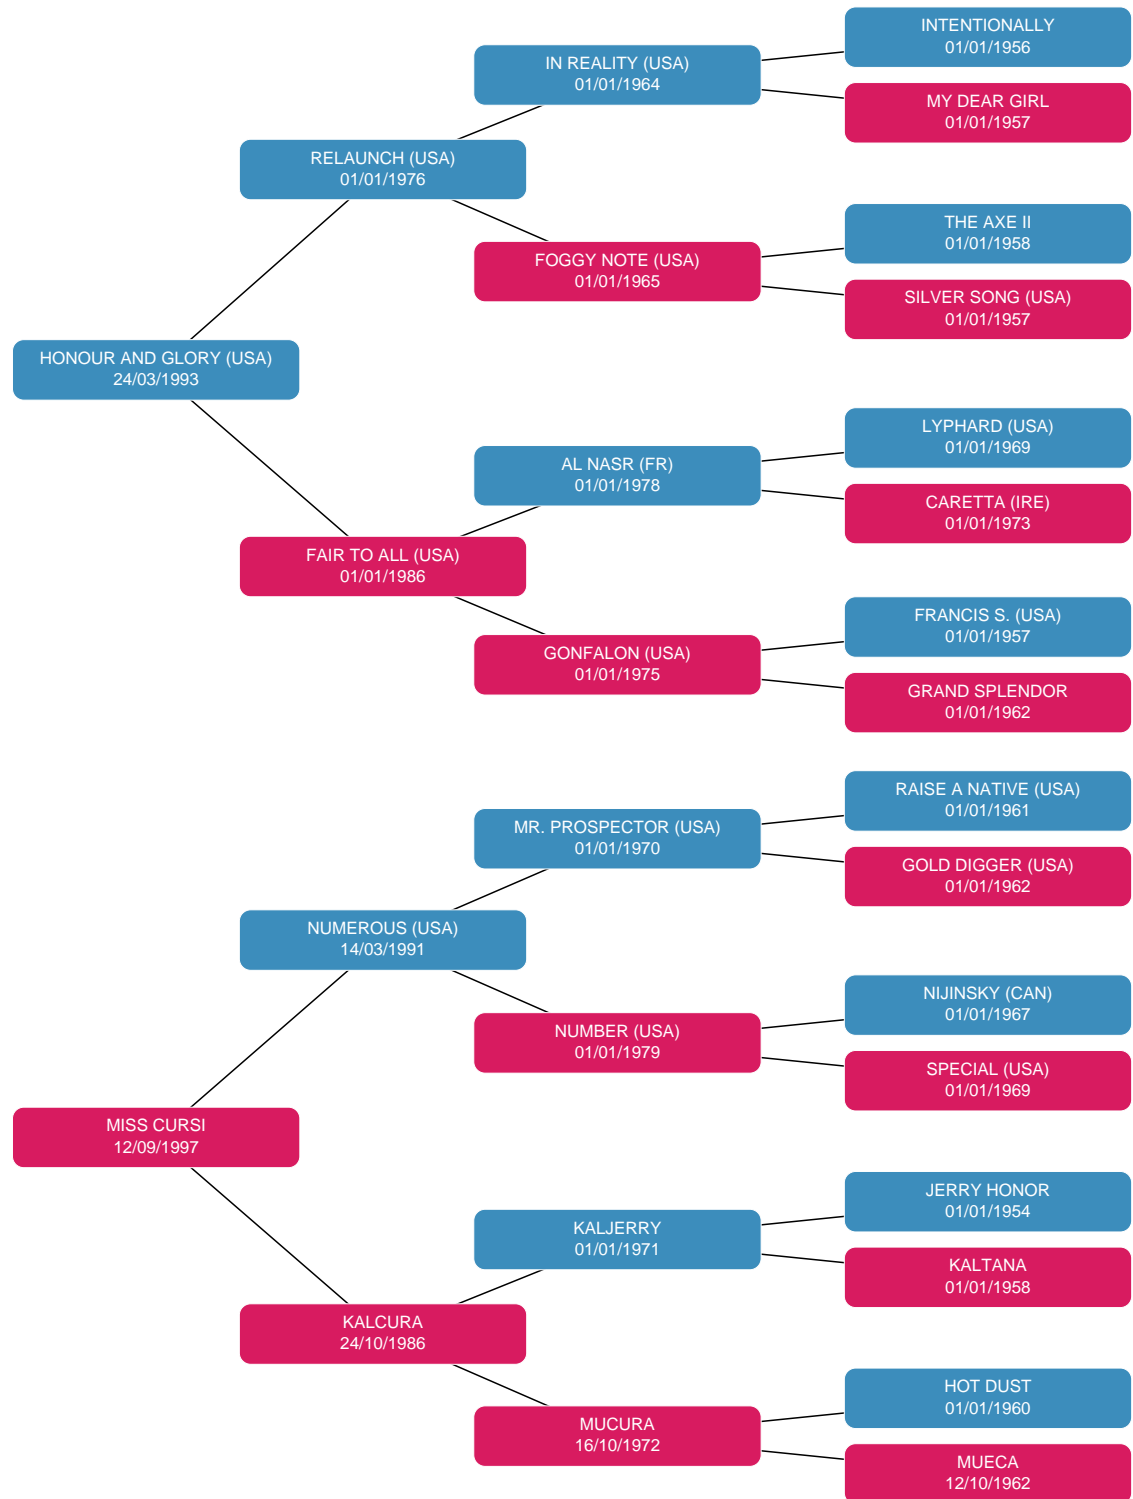 INTENTIONALLY
01/01/1956
IN REALITY (USA)
01/01/1964
MY DEAR GIRL
01/01/1957
RELAUNCH (USA)
01/01/1976
THE AXE II
01/01/1958
FOGGY NOTE (USA)
01/01/1965
SILVER SONG (USA)
01/01/1957
HONOUR AND GLORY (USA)
24/03/1993
LYPHARD (USA)
01/01/1969
AL NASR (FR)
01/01/1978
CARETTA (IRE)
01/01/1973
FAIR TO ALL (USA)
01/01/1986
FRANCIS S. (USA)
01/01/1957
GONFALON (USA)
01/01/1975
GRAND SPLENDOR
01/01/1962
RAISE A NATIVE (USA)
01/01/1961
MR. PROSPECTOR (USA)
01/01/1970
GOLD DIGGER (USA)
01/01/1962
NUMEROUS (USA)
14/03/1991
NIJINSKY (CAN)
01/01/1967
NUMBER (USA)
01/01/1979
SPECIAL (USA)
01/01/1969
MISS CURSI
12/09/1997
JERRY HONOR
01/01/1954
KALJERRY
01/01/1971
KALTANA
01/01/1958
KALCURA
24/10/1986
HOT DUST
01/01/1960
MUCURA
16/10/1972
MUECA
12/10/1962